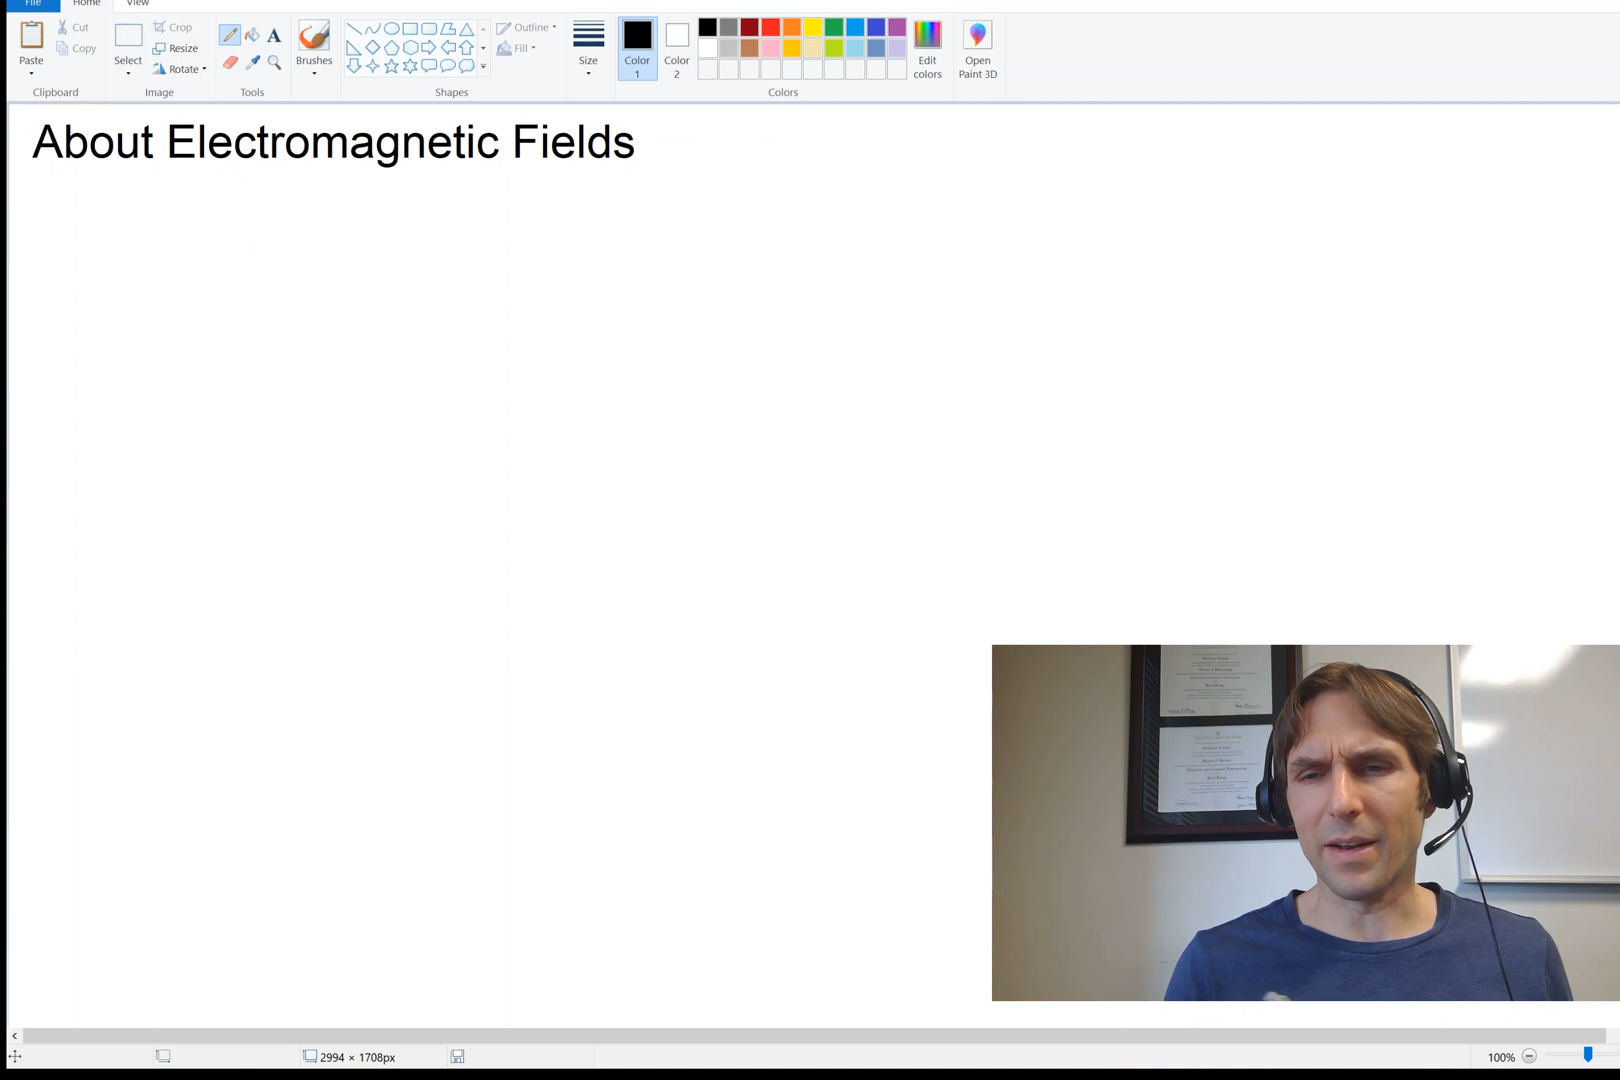 File Home View
Paste
Cut
Copy
Clipboard
Select
Crop
Resize
Rotate
Image
A
Tools
Brushes
Shapes
Outline
Fill
Size
Color 1
Color 2
Colors
Edit colors
Open Paint 3D
About Electromagnetic Fields
2994 × 1708px
100%